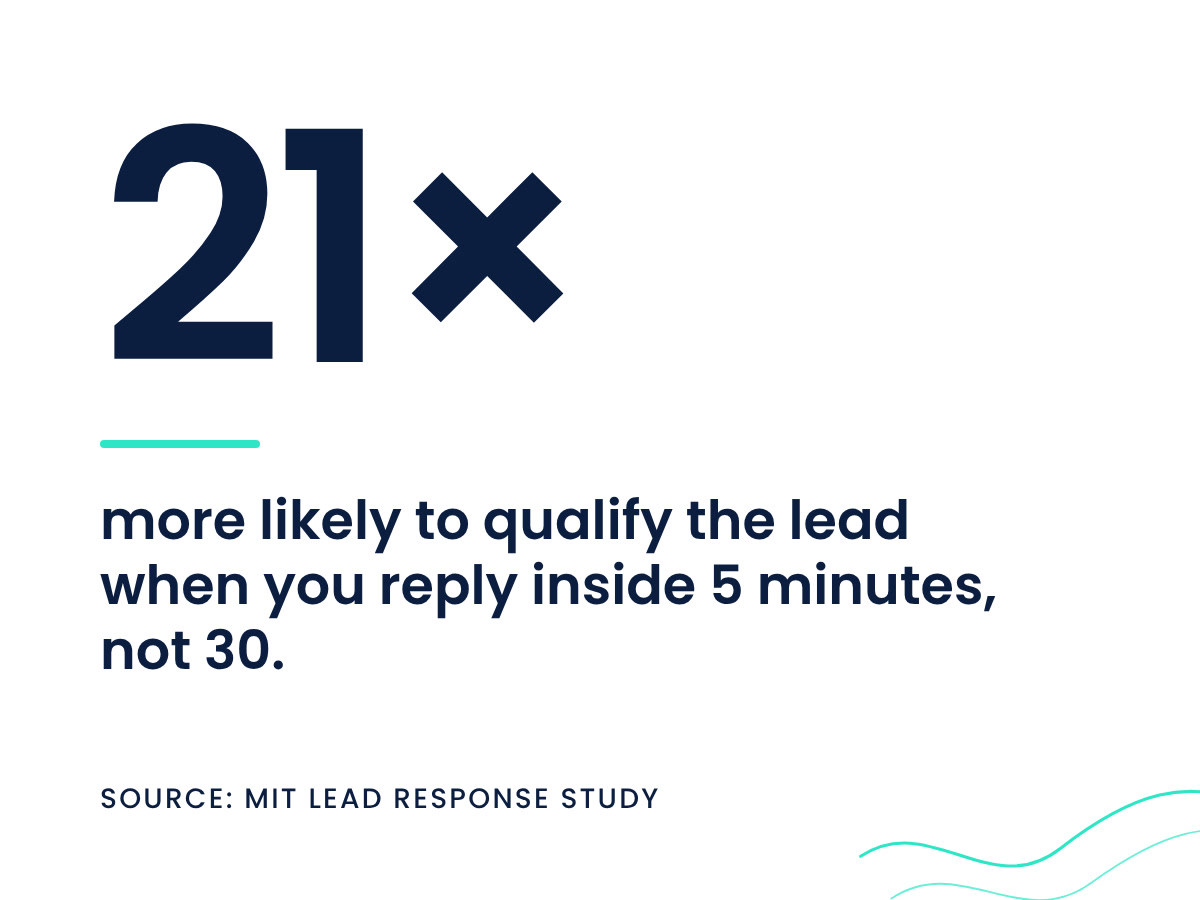 21×
more likely to qualify the lead
when you reply inside 5 minutes,
not 30.
SOURCE: MIT LEAD RESPONSE STUDY